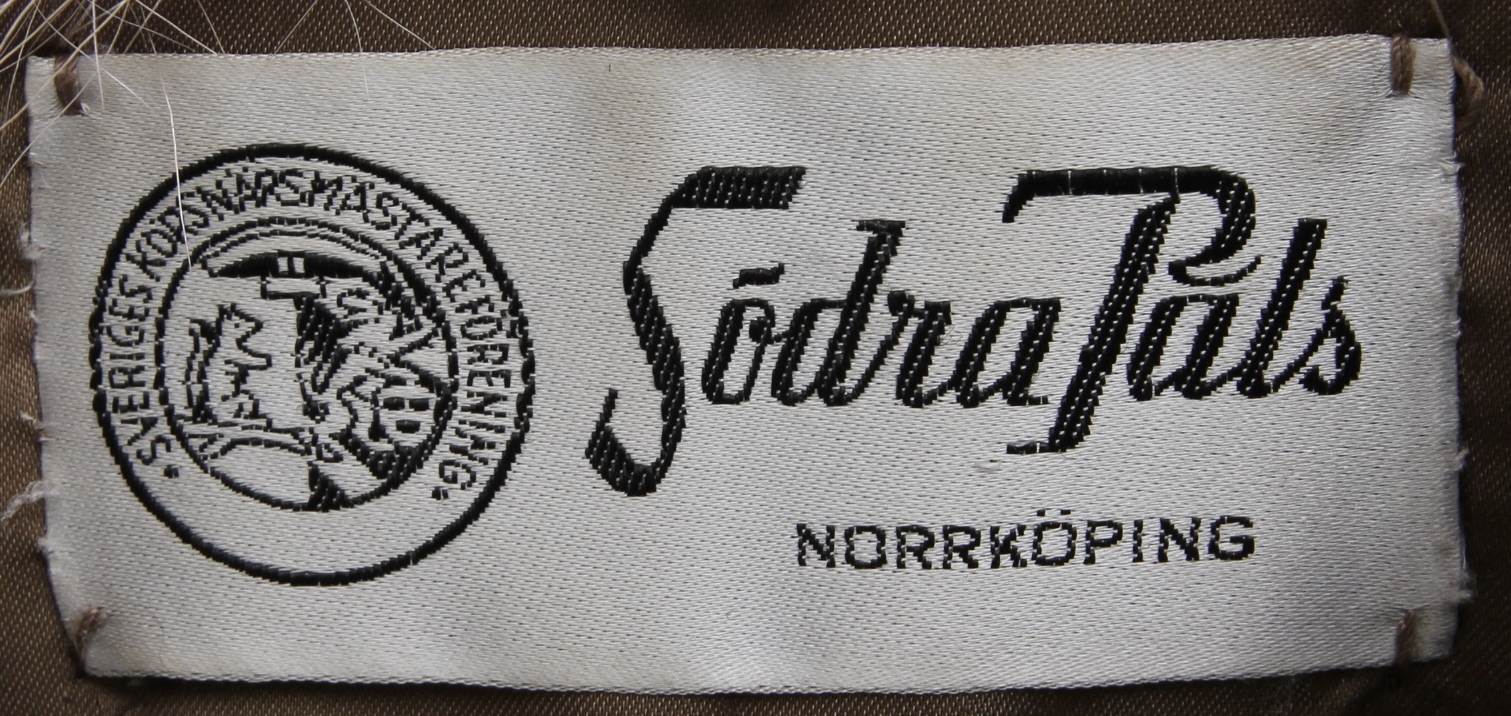 SVERIGES KÖRSNÄRSMÄSTAREFÖRENING.
Södra Päls
NORRKÖPING